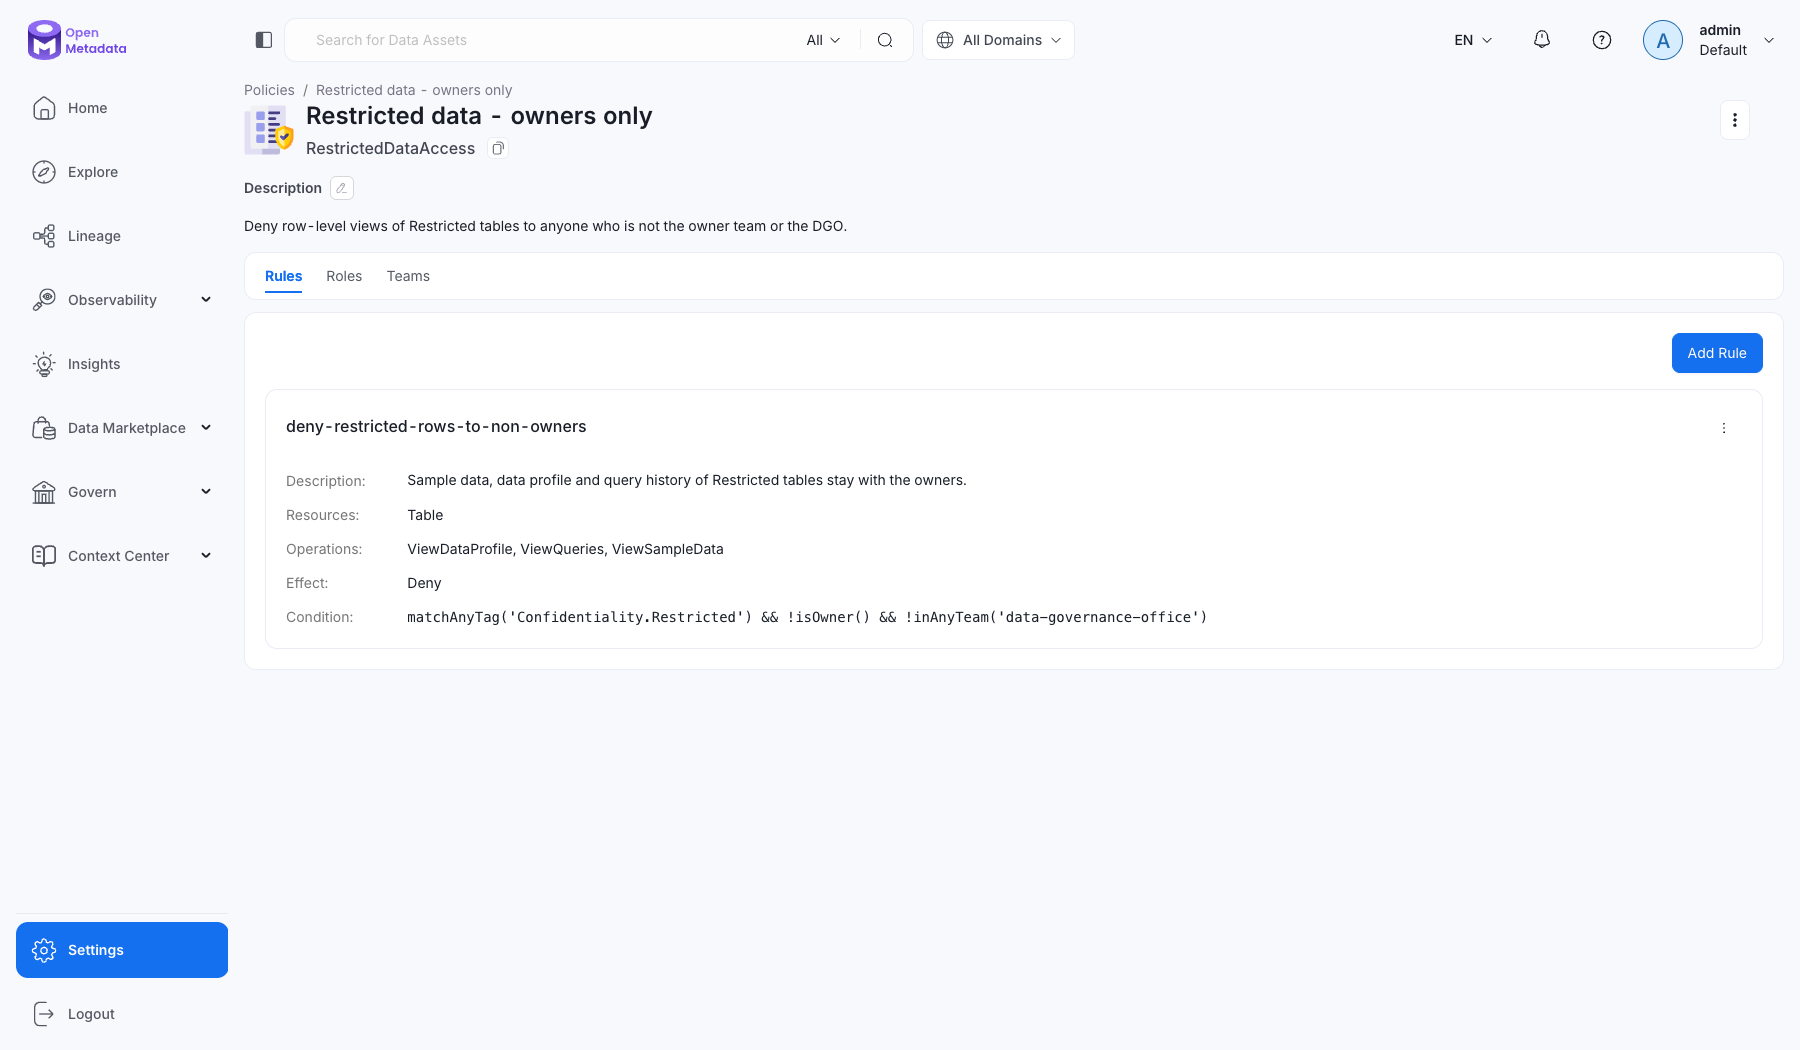 Open
Metadata
Search for Data Assets
All
All Domains
EN
A
admin
Default
Home
Explore
Lineage
Observability
Insights
Data Marketplace
Govern
Context Center
Settings
Logout
Policies / Restricted data - owners only
Restricted data - owners only
RestrictedDataAccess
Description
Deny row-level views of Restricted tables to anyone who is not the owner team or the DGO.
Rules Roles Teams
Add Rule
deny-restricted-rows-to-non-owners
Description: Sample data, data profile and query history of Restricted tables stay with the owners.
Resources: Table
Operations: ViewDataProfile, ViewQueries, ViewSampleData
Effect: Deny
Condition: matchAnyTag('Confidentiality.Restricted') && !isOwner() && !inAnyTeam('data-governance-office')